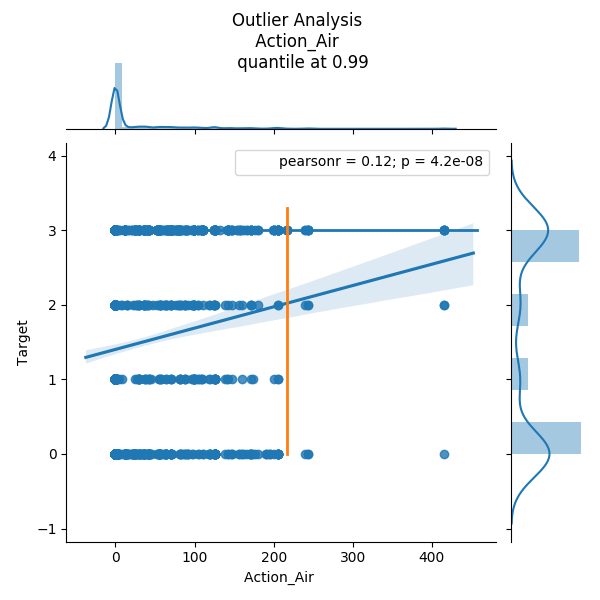 Outlier Analysis
Action_Air
quantile at 0.99
pearsonr = 0.12; p = 4.2e-08
4
3
2
1
0
−1
Target
0 100 200 300 400
Action_Air